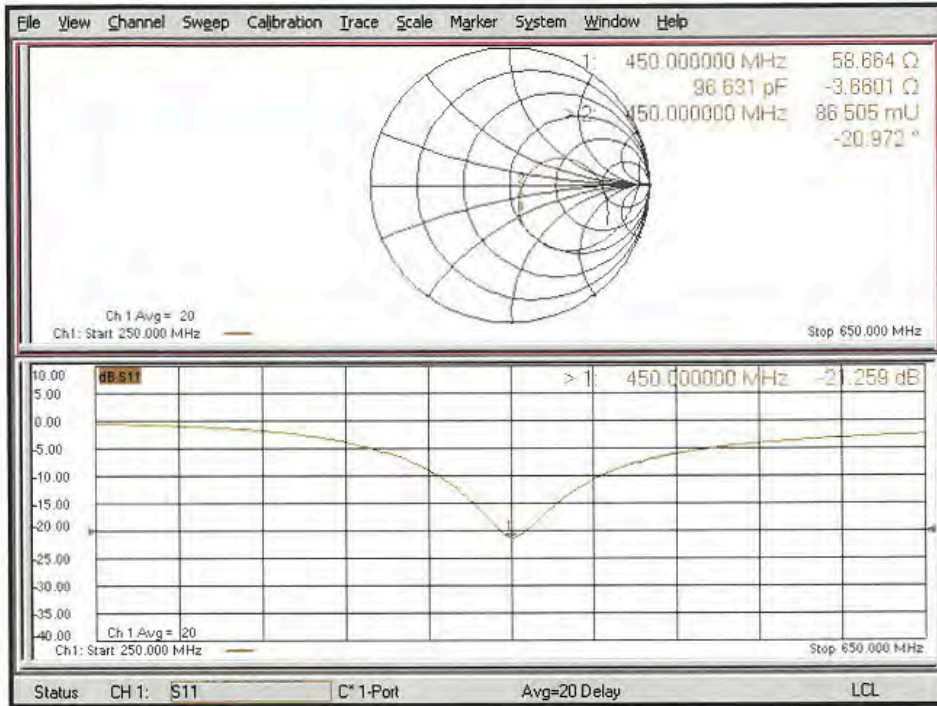 File View Channel Sweep Calibration Trace Scale Marker System Window Help
1: 450.000000 MHz 58.664 Ω
96.631 pF -3.6601 Ω
> 2: 450.000000 MHz 86.505 mU
-20.972 °
Ch 1 Avg = 20
Ch1: Start 250.000 MHz
Stop 650.000 MHz
10.00
dB S11
> 1: 450.000000 MHz -21.259 dB
5.00
0.00
-5.00
-10.00
-15.00
-20.00
1
-25.00
-30.00
-35.00
-40.00
Ch 1 Avg = 20
Ch1: Start 250.000 MHz
Stop 650.000 MHz
Status CH 1: S11 C* 1-Port Avg=20 Delay LCL